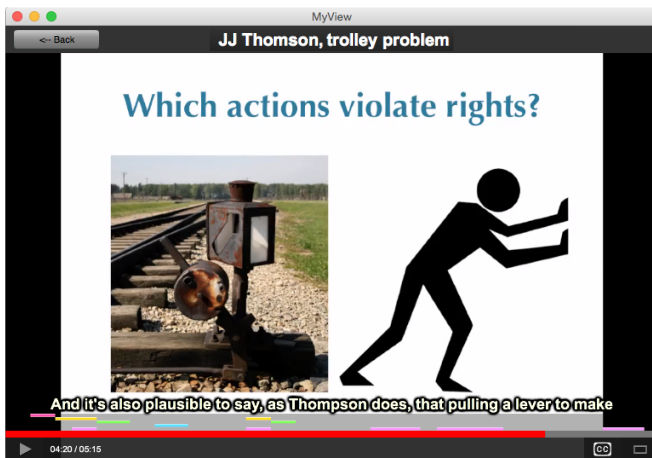 MyView
<-- Back
JJ Thomson, trolley problem
Which actions violate rights?
And it's also plausible to say, as Thompson does, that pulling a lever to make
04:20 / 05:15
CC